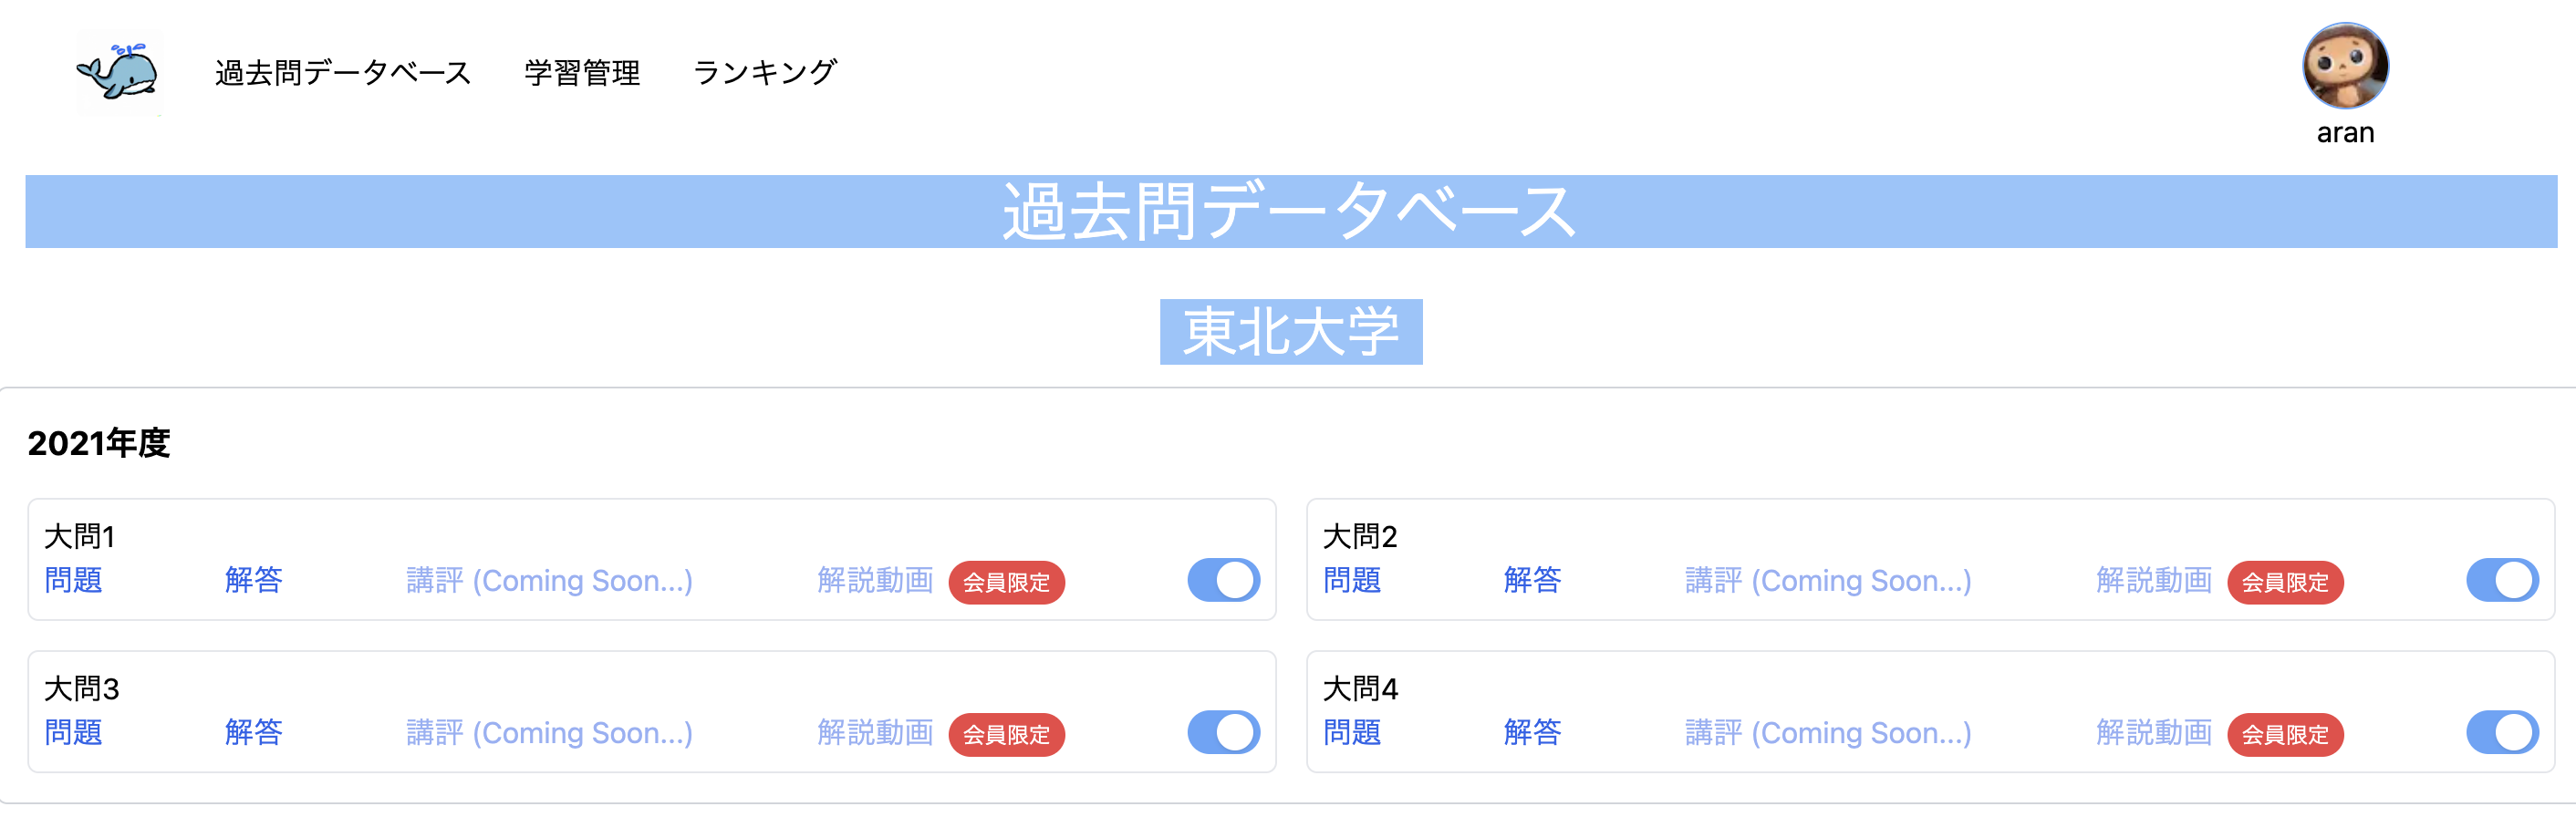 過去問データベース 学習管理 ランキング
aran
過去問データベース
東北大学
2021年度
大問1
問題 解答 講評 (Coming Soon...) 解説動画 会員限定
大問2
問題 解答 講評 (Coming Soon...) 解説動画 会員限定
大問3
問題 解答 講評 (Coming Soon...) 解説動画 会員限定
大問4
問題 解答 講評 (Coming Soon...) 解説動画 会員限定